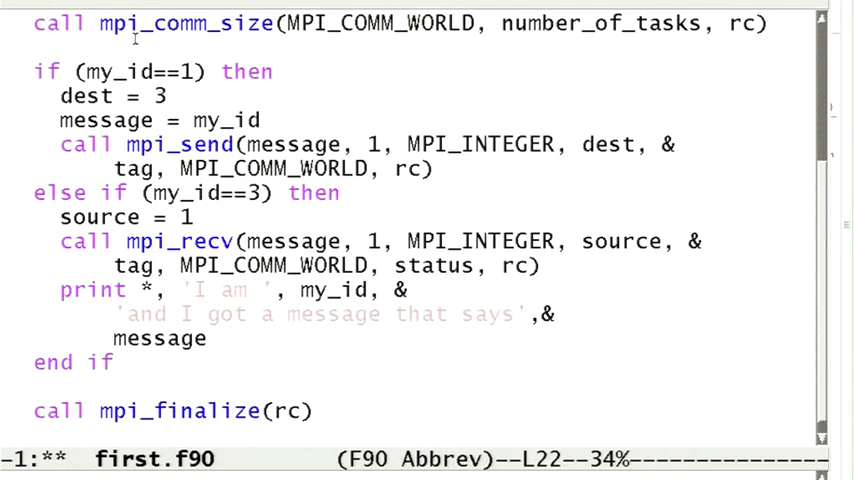 call mpi_comm_size(MPI_COMM_WORLD, number_of_tasks, rc)
if (my_id==1) then
dest = 3
message = my_id
call mpi_send(message, 1, MPI_INTEGER, dest, &
tag, MPI_COMM_WORLD, rc)
else if (my_id==3) then
source = 1
call mpi_recv(message, 1, MPI_INTEGER, source, &
tag, MPI_COMM_WORLD, status, rc)
print *, 'I am ', my_id, &
'and I got a message that says',&
message
end if
call mpi_finalize(rc)
-1:** first.f90 (F90 Abbrev)--L22--34%---------------